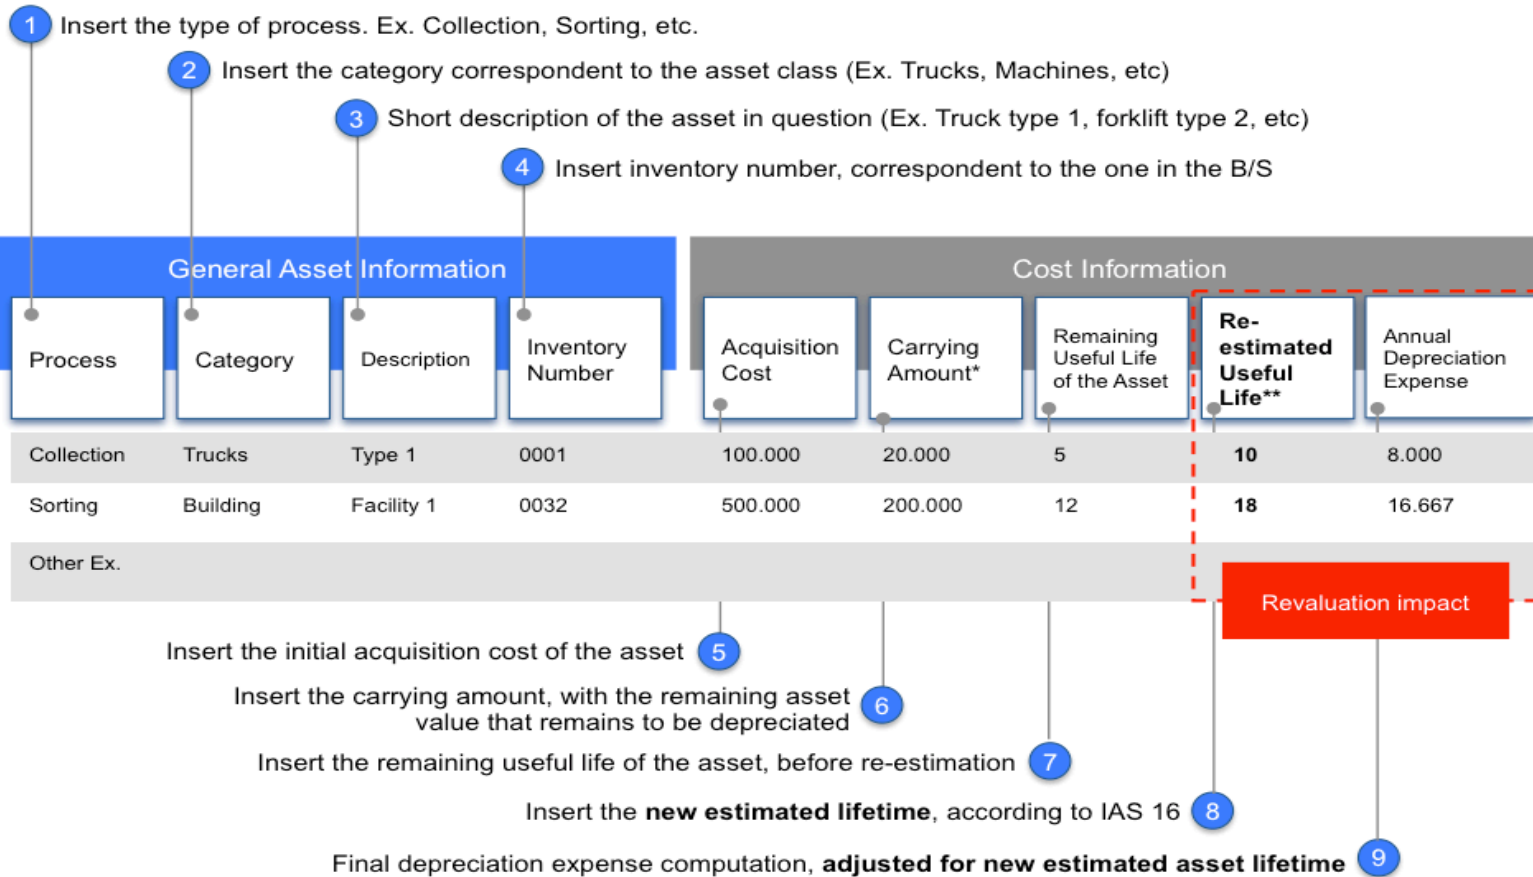 1 Insert the type of process. Ex. Collection, Sorting, etc.
2 Insert the category correspondent to the asset class (Ex. Trucks, Machines, etc)
3 Short description of the asset in question (Ex. Truck type 1, forklift type 2, etc)
4 Insert inventory number, correspondent to the one in the B/S
General Asset Information
Cost Information
Process
Category
Description
Inventory
Number
Acquisition
Cost
Carrying
Amount*
Remaining
Useful Life
of the Asset
Re-
estimated
Useful
Life**
Annual
Depreciation
Expense
Collection Trucks Type 1 0001 100.000 20.000 5 10 8.000
Sorting Building Facility 1 0032 500.000 200.000 12 18 16.667
Other Ex.
Revaluation impact
Insert the initial acquisition cost of the asset 5
Insert the carrying amount, with the remaining asset
value that remains to be depreciated 6
Insert the remaining useful life of the asset, before re-estimation 7
Insert the new estimated lifetime, according to IAS 16 8
Final depreciation expense computation, adjusted for new estimated asset lifetime 9